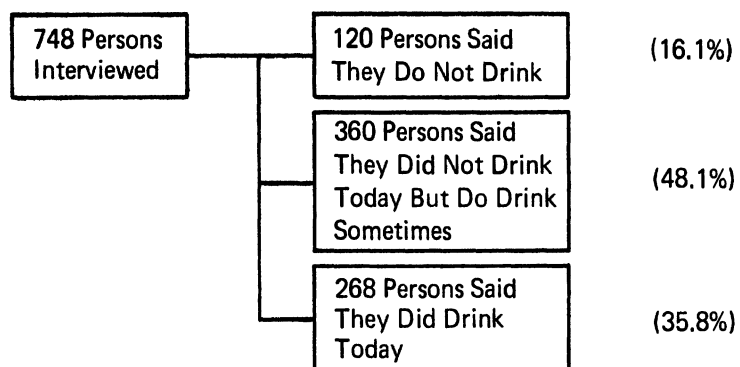 748 Persons
Interviewed
120 Persons Said
They Do Not Drink
(16.1%)
360 Persons Said
They Did Not Drink
Today But Do Drink
Sometimes
(48.1%)
268 Persons Said
They Did Drink
Today
(35.8%)